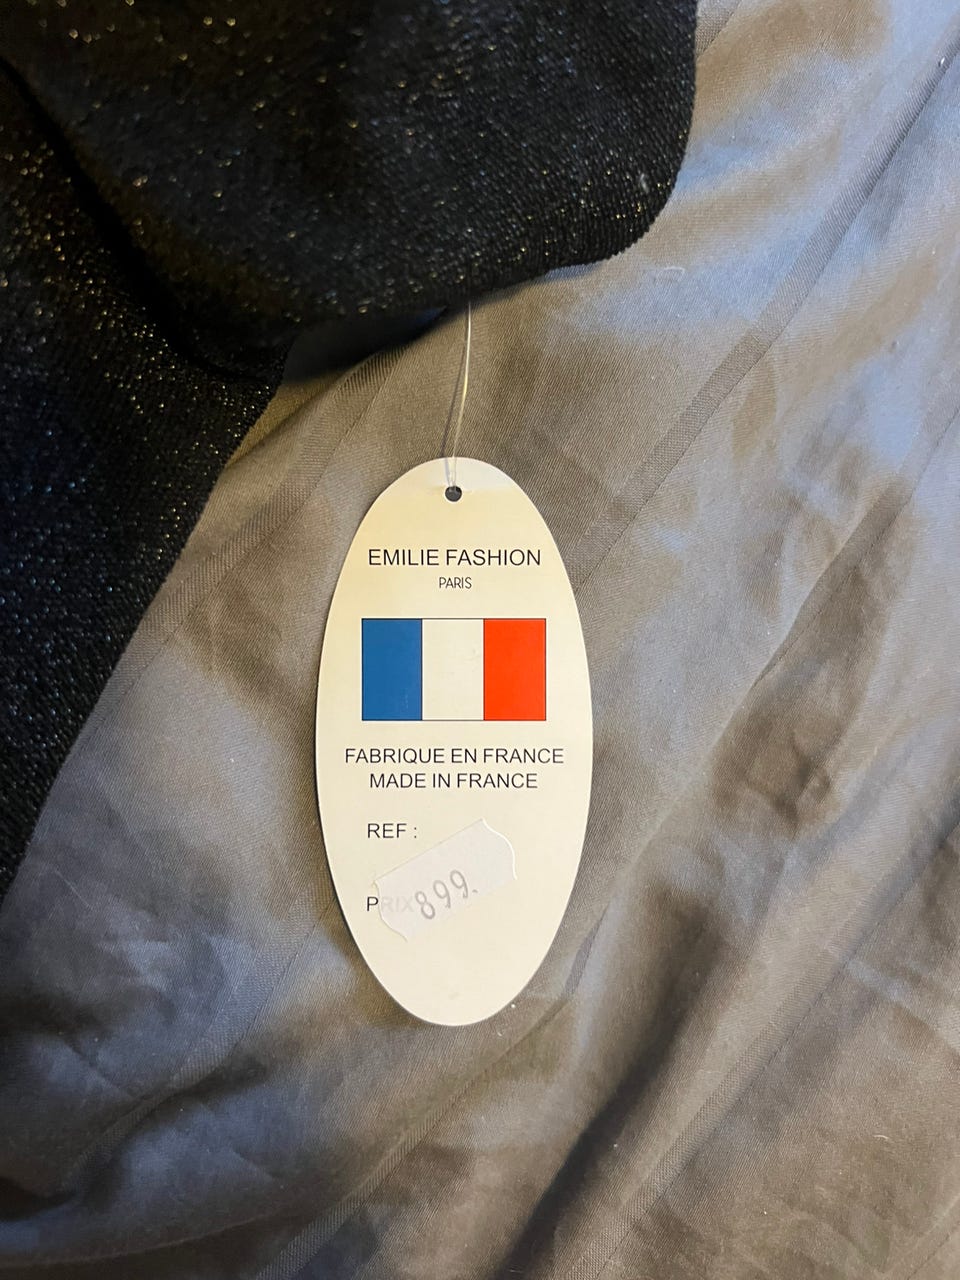 EMILIE FASHION
PARIS
FABRIQUE EN FRANCE
MADE IN FRANCE
REF :
PRIX 899.